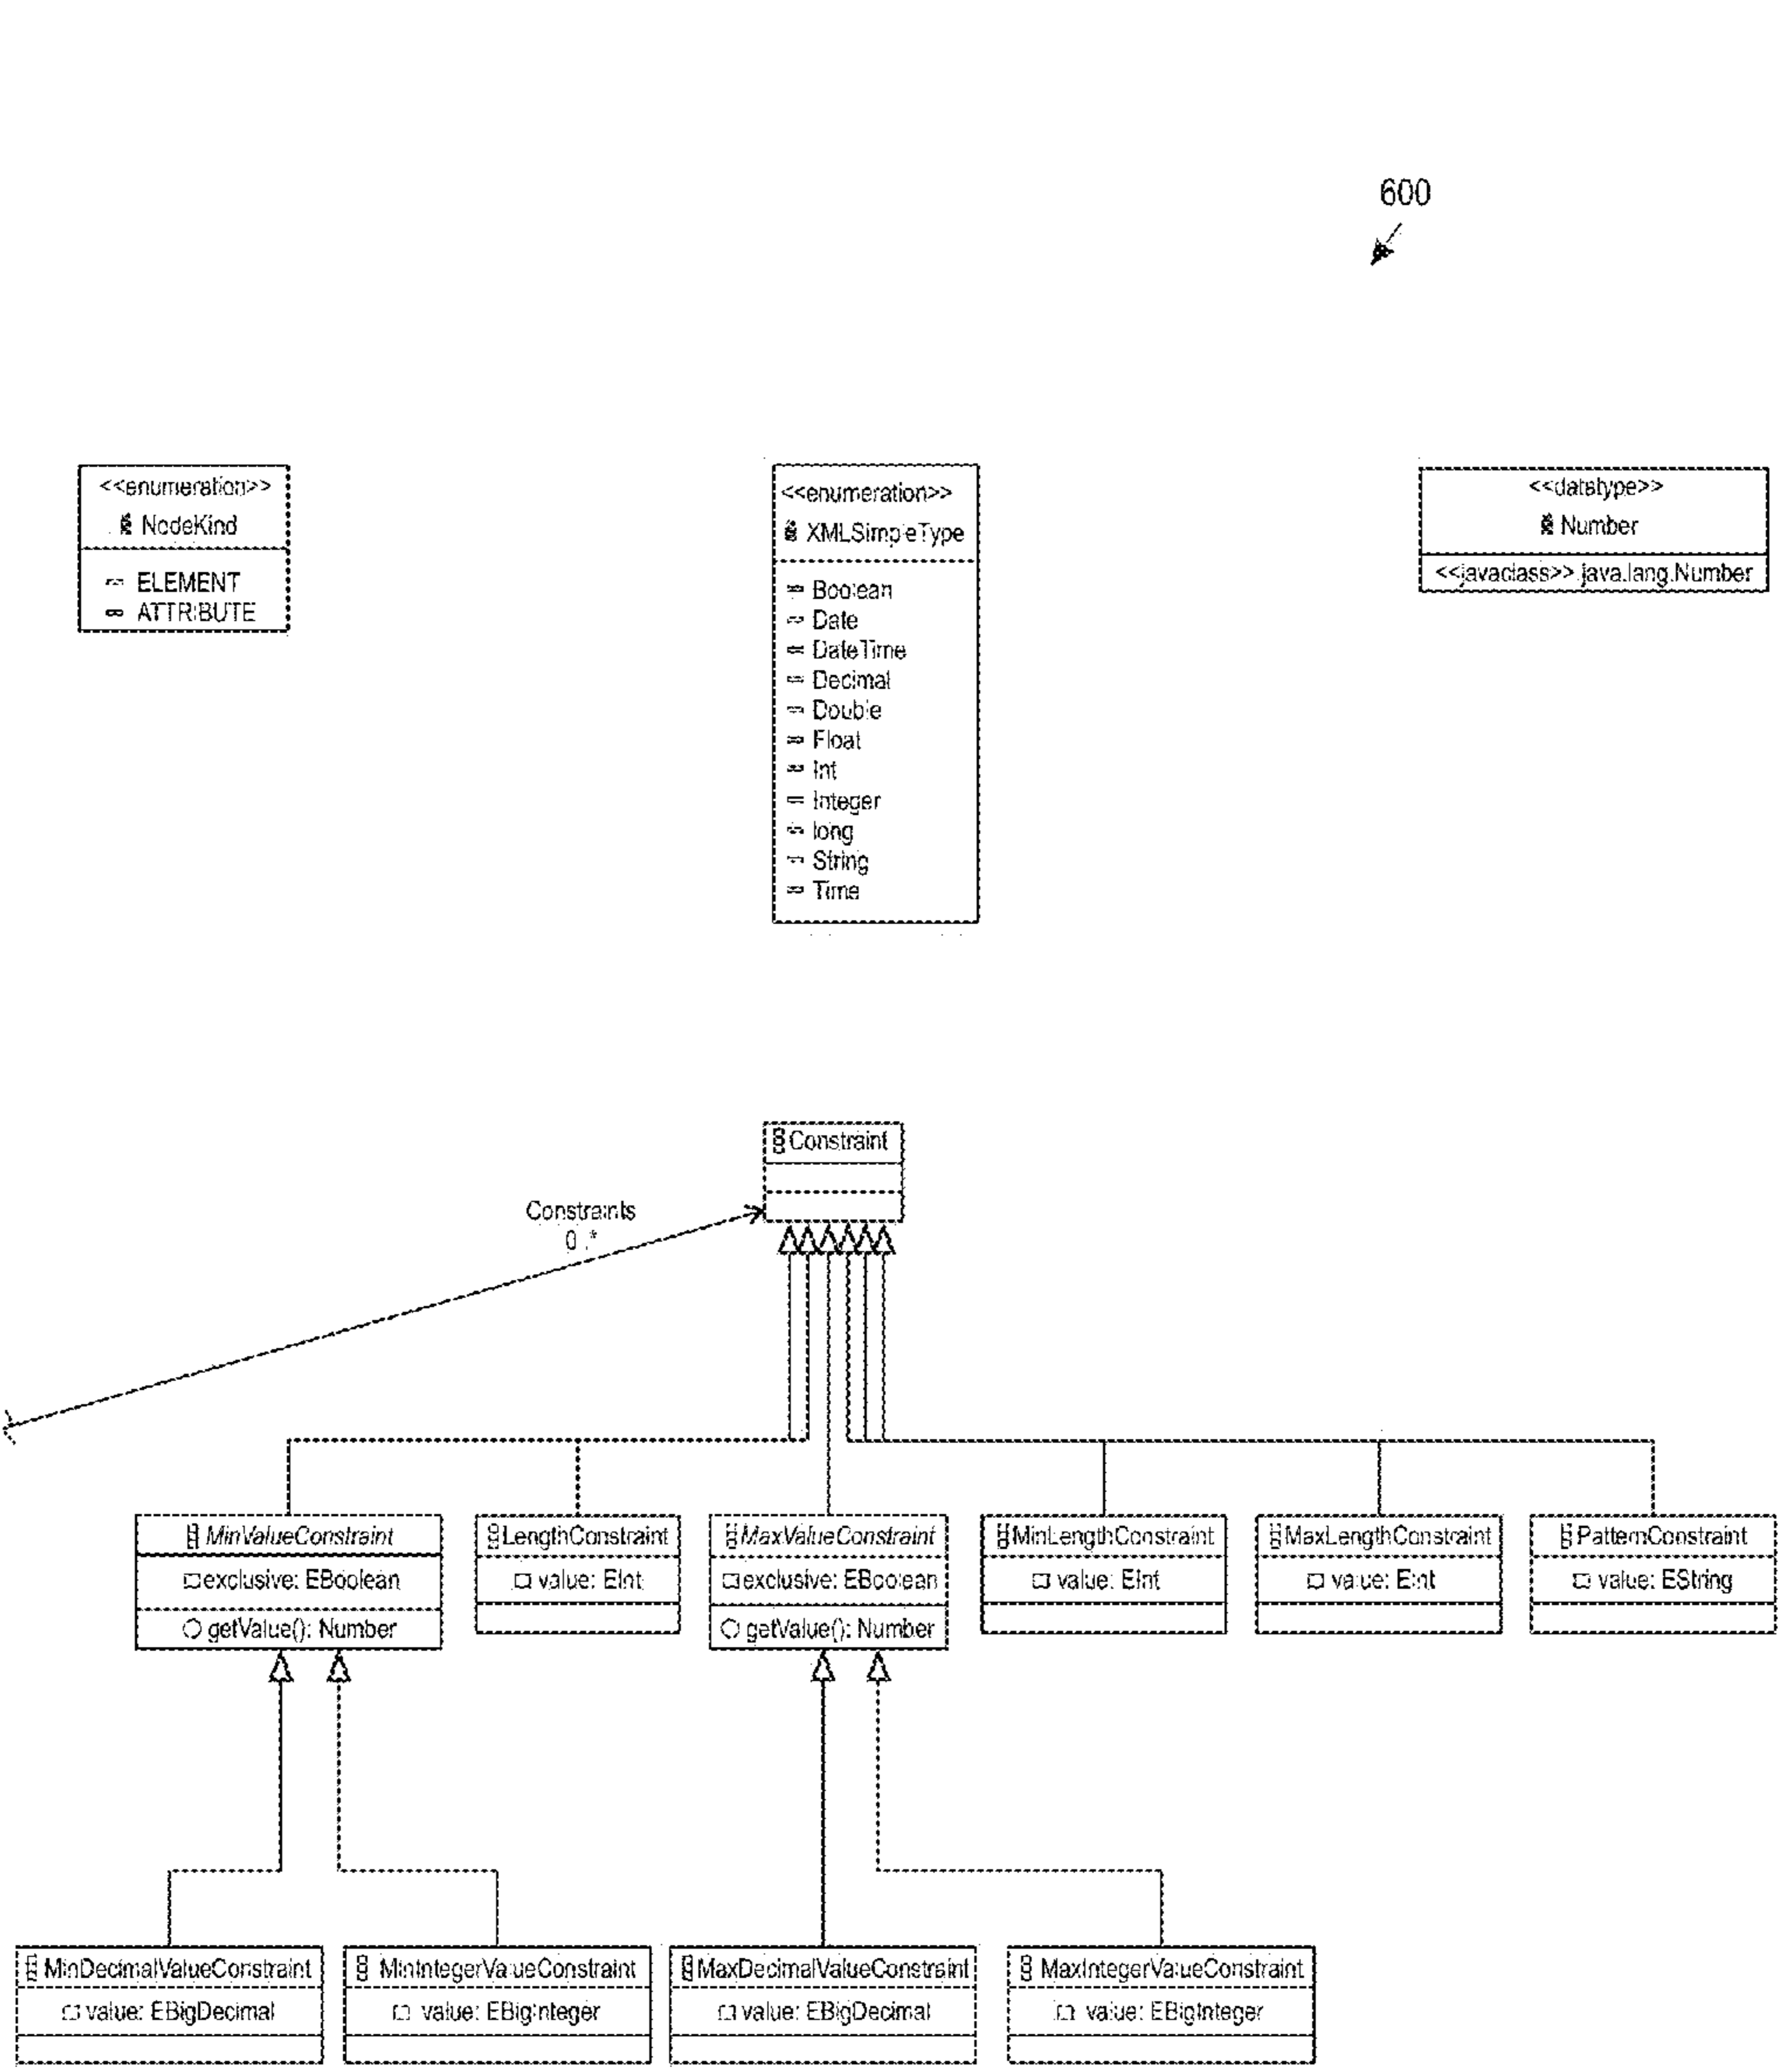 600
<<enumeration>>
NodeKind
ELEMENT
ATTRIBUTE
<<enumeration>>
XMLSimpleType
Boolean
Date
DateTime
Decimal
Double
Float
Int
Integer
long
String
Time
<<datatype>>
Number
<<javaclass>> java.lang.Number
Constraint
Constraints
0..*
MinValueConstraint
exclusive: EBoolean
getValue(): Number
LengthConstraint
value: EInt
MaxValueConstraint
exclusive: EBoolean
getValue(): Number
MinLengthConstraint
value: EInt
MaxLengthConstraint
value: EInt
PatternConstraint
value: EString
MinDecimalValueConstraint
value: EBigDecimal
MinIntegerValueConstraint
value: EBigInteger
MaxDecimalValueConstraint
value: EBigDecimal
MaxIntegerValueConstraint
value: EBigInteger